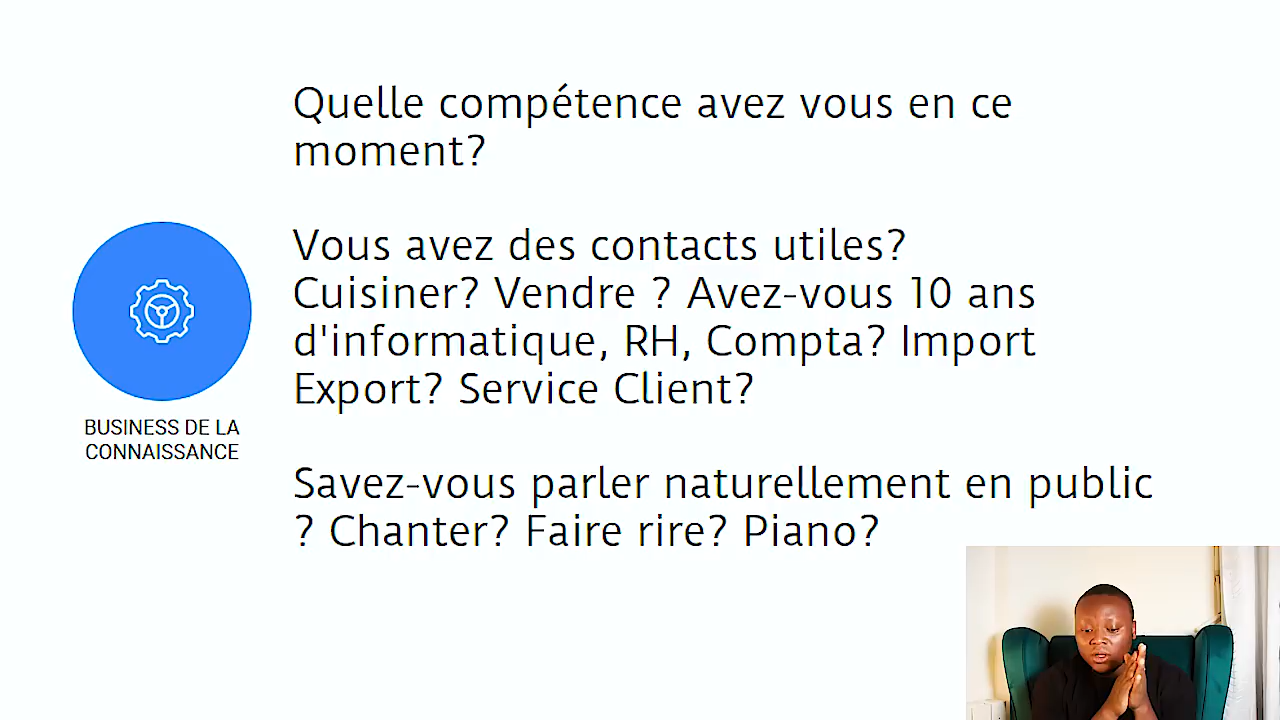 Quelle compétence avez vous en ce
moment?
Vous avez des contacts utiles?
Cuisiner? Vendre ? Avez-vous 10 ans
d'informatique, RH, Compta? Import
Export? Service Client?
BUSINESS DE LA
CONNAISSANCE
Savez-vous parler naturellement en public
? Chanter? Faire rire? Piano?